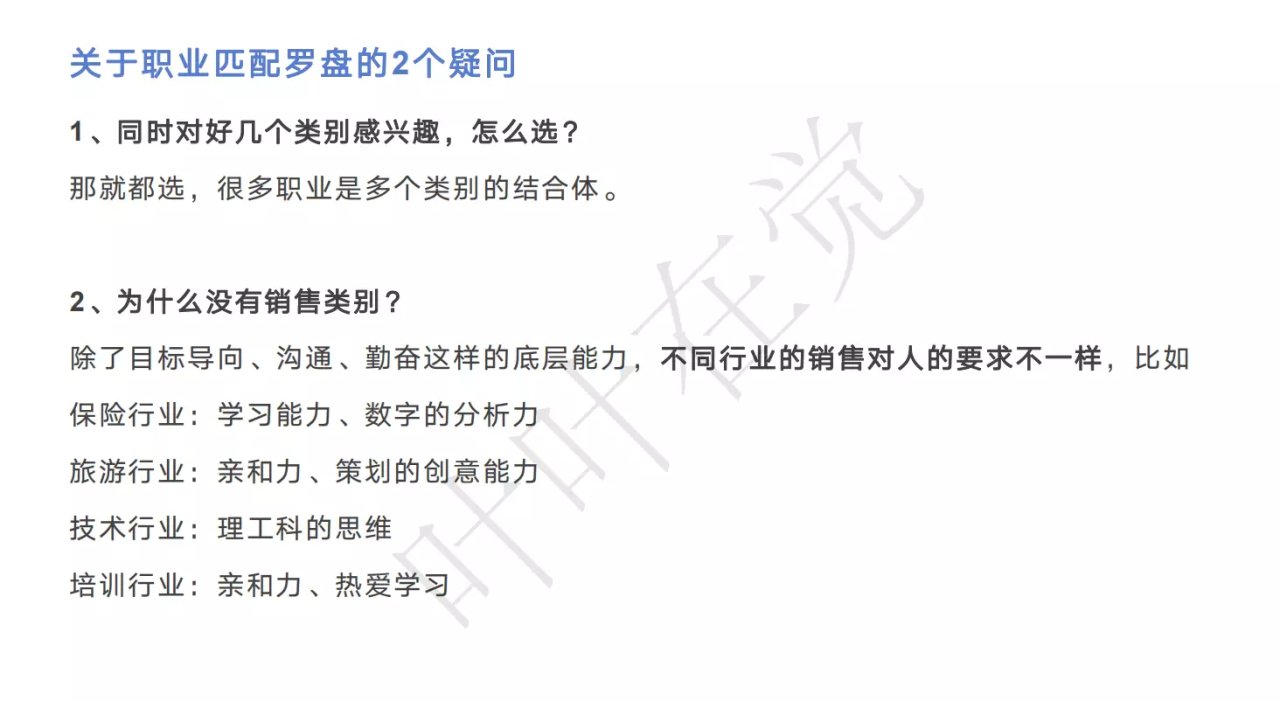 关于职业匹配罗盘的2个疑问
1、同时对好几个类别感兴趣，怎么选？
那就都选，很多职业是多个类别的结合体。
2、为什么没有销售类别？
除了目标导向、沟通、勤奋这样的底层能力，不同行业的销售对人的要求不一样，比如
保险行业：学习能力、数字的分析力
旅游行业：亲和力、策划的创意能力
技术行业：理工科的思维
培训行业：亲和力、热爱学习
叶叶在觉